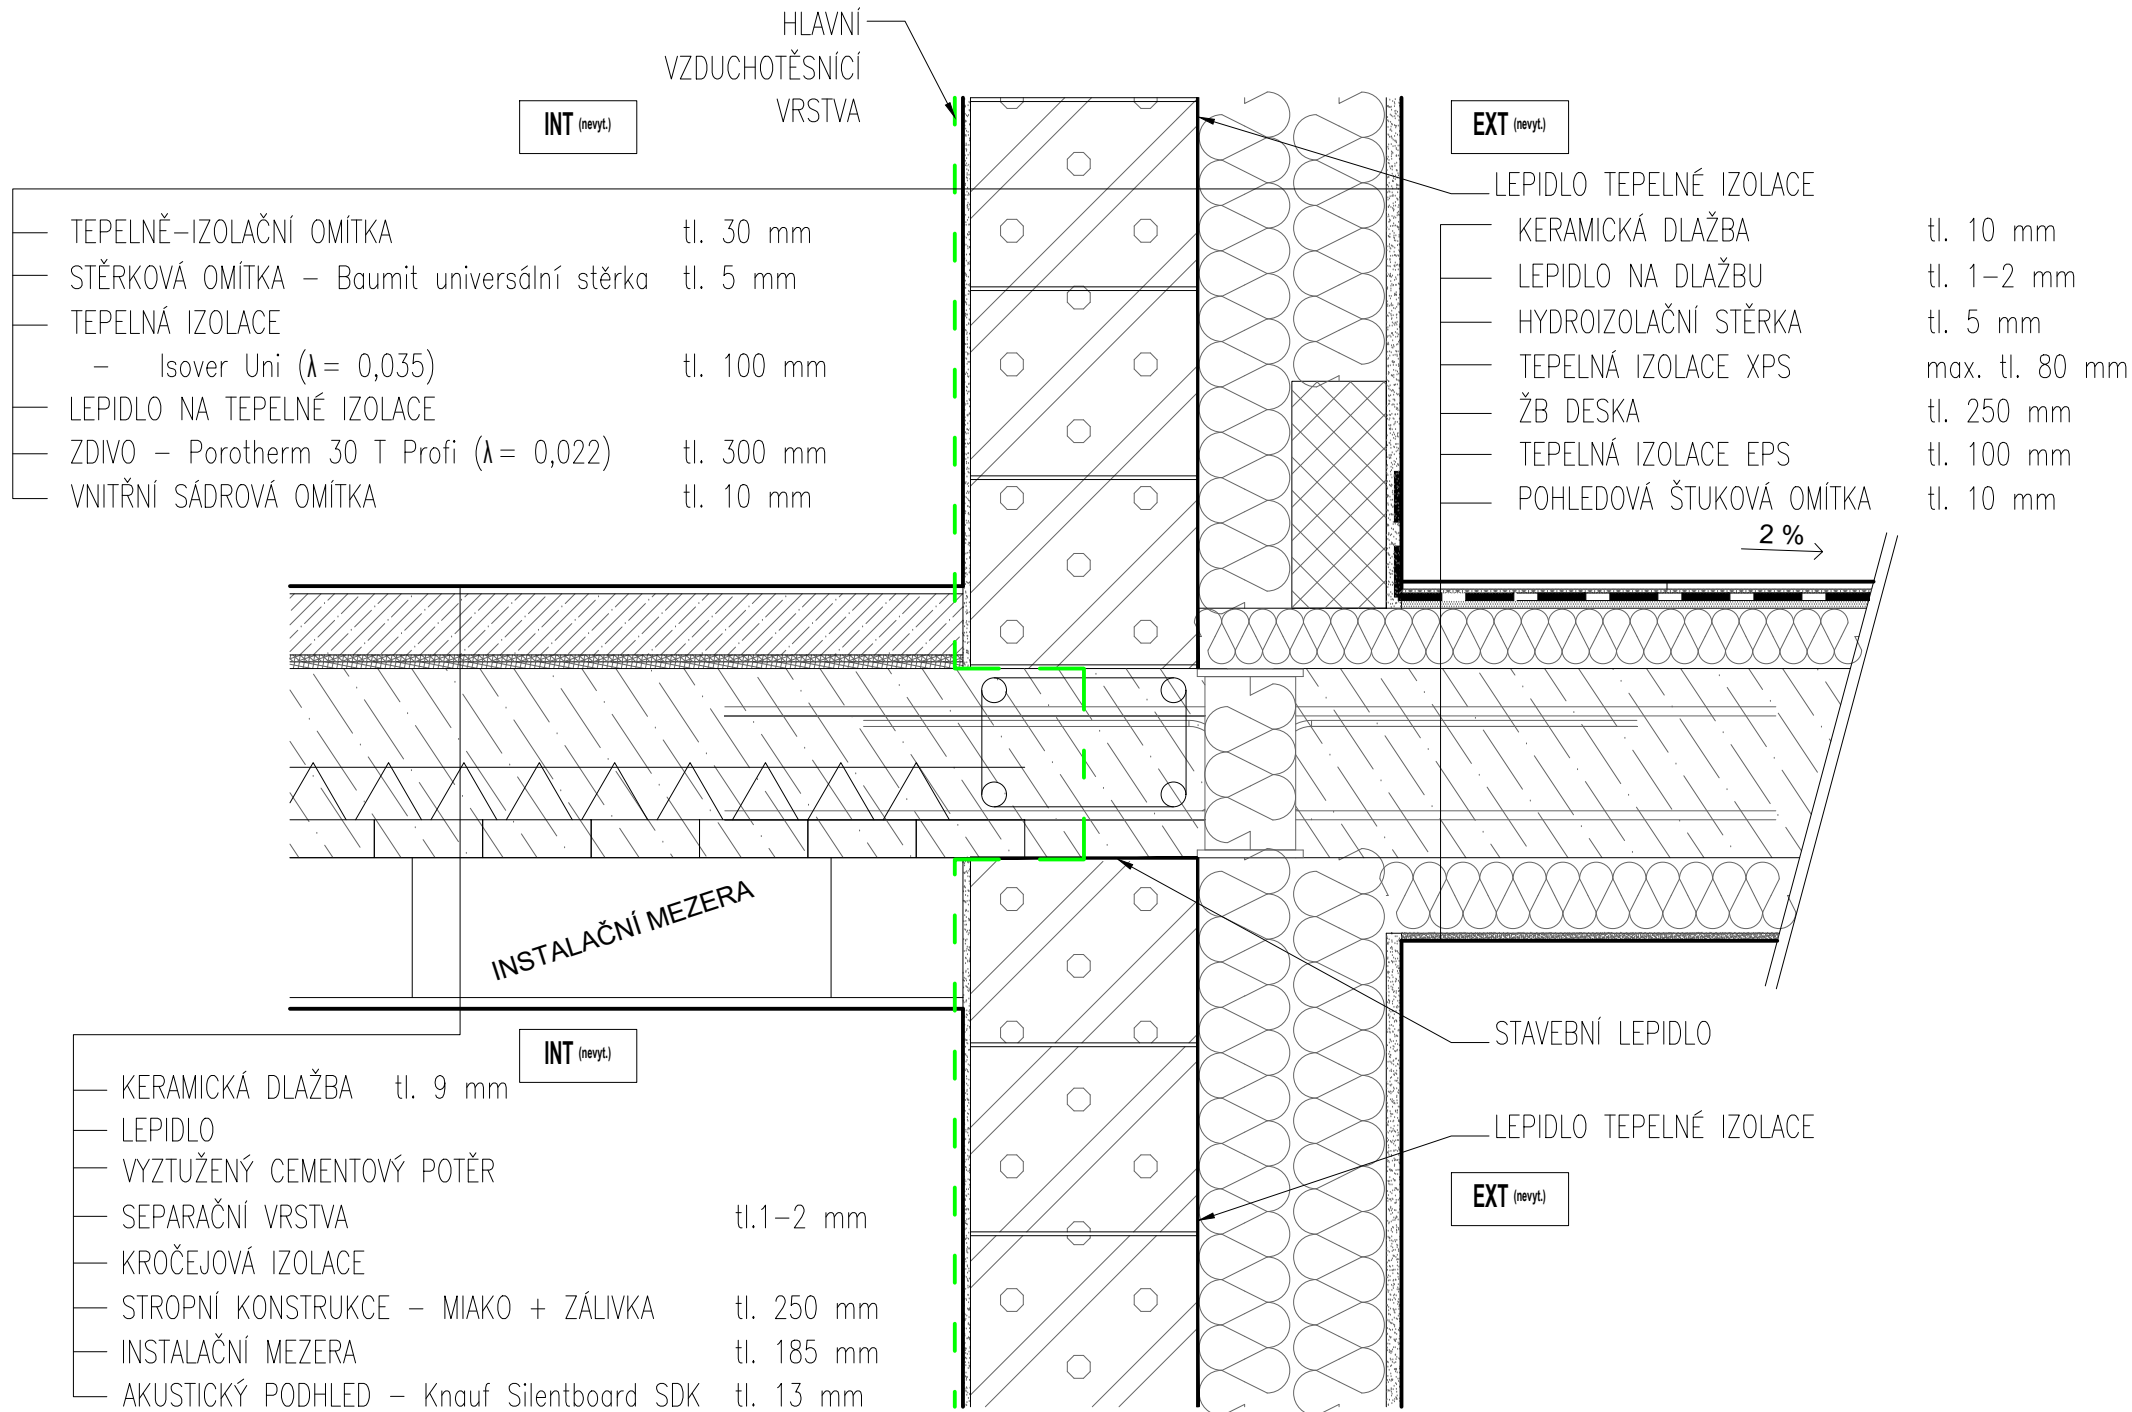 HLAVNÍ
VZDUCHOTĚSNÍCÍ
VRSTVA
INT (nevyt.)
EXT (nevyt.)
TEPELNĚ-IZOLAČNÍ OMÍTKA tl. 30 mm
STĚRKOVÁ OMÍTKA – Baumit universální stěrka tl. 5 mm
TEPELNÁ IZOLACE
– Isover Uni (λ= 0,035) tl. 100 mm
LEPIDLO NA TEPELNÉ IZOLACE
ZDIVO – Porotherm 30 T Profi (λ= 0,022) tl. 300 mm
VNITŘNÍ SÁDROVÁ OMÍTKA tl. 10 mm
LEPIDLO TEPELNÉ IZOLACE
KERAMICKÁ DLAŽBA tl. 10 mm
LEPIDLO NA DLAŽBU tl. 1-2 mm
HYDROIZOLAČNÍ STĚRKA tl. 5 mm
TEPELNÁ IZOLACE XPS max. tl. 80 mm
ŽB DESKA tl. 250 mm
TEPELNÁ IZOLACE EPS tl. 100 mm
POHLEDOVÁ ŠTUKOVÁ OMÍTKA tl. 10 mm
2 %
INSTALAČNÍ MEZERA
INT (nevyt.)
KERAMICKÁ DLAŽBA tl. 9 mm
LEPIDLO
VYZTUŽENÝ CEMENTOVÝ POTĚR
SEPARAČNÍ VRSTVA tl.1-2 mm
KROČEJOVÁ IZOLACE
STROPNÍ KONSTRUKCE – MIAKO + ZÁLIVKA tl. 250 mm
INSTALAČNÍ MEZERA tl. 185 mm
AKUSTICKÝ PODHLED – Knauf Silentboard SDK tl. 13 mm
STAVEBNÍ LEPIDLO
LEPIDLO TEPELNÉ IZOLACE
EXT (nevyt.)